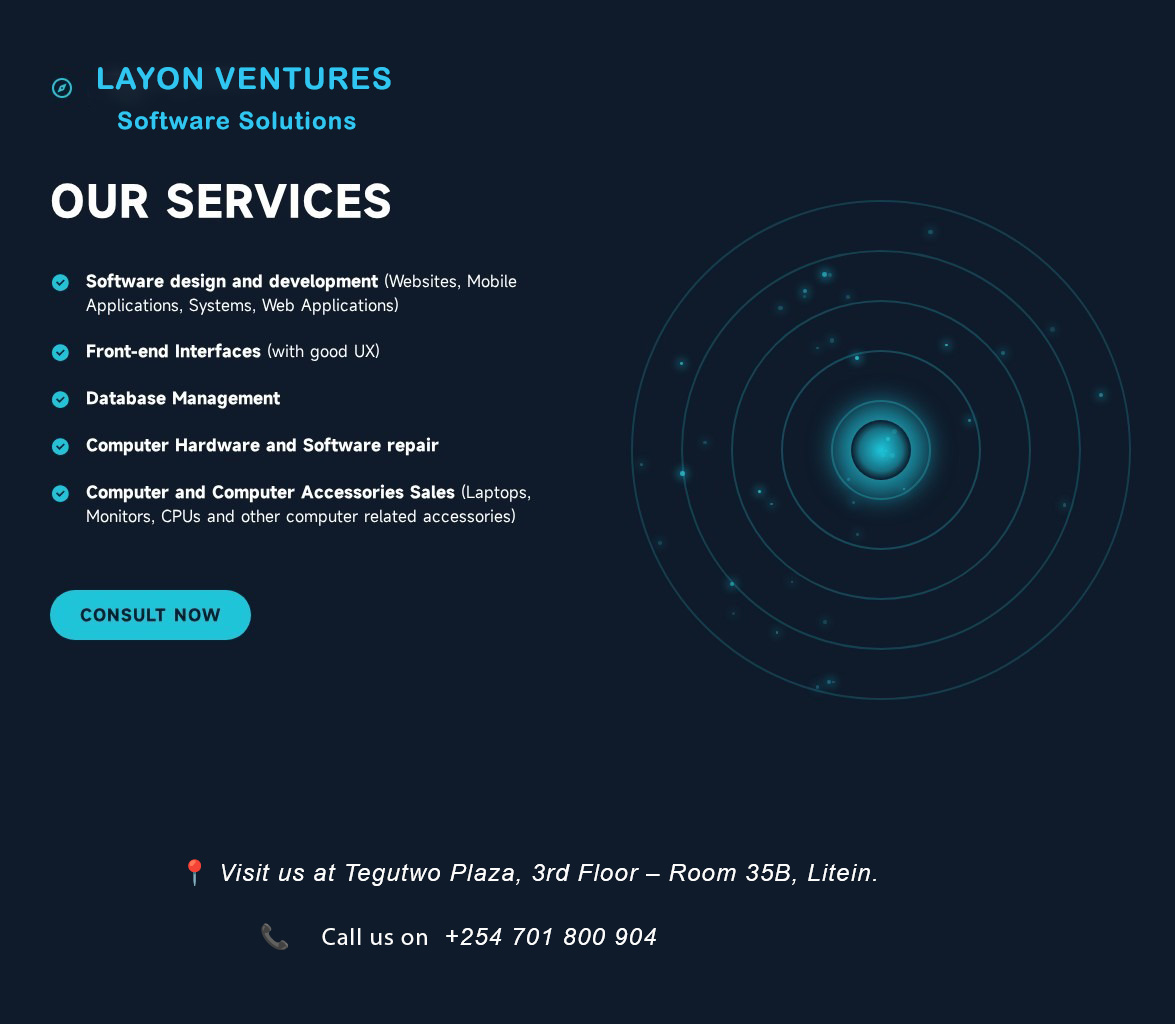 LAYON VENTURES
Software Solutions
OUR SERVICES
Software design and development (Websites, Mobile
Applications, Systems, Web Applications)
Front-end Interfaces (with good UX)
Database Management
Computer Hardware and Software repair
Computer and Computer Accessories Sales (Laptops,
Monitors, CPUs and other computer related accessories)
CONSULT NOW
Visit us at Tegutwo Plaza, 3rd Floor – Room 35B, Litein.
Call us on +254 701 800 904